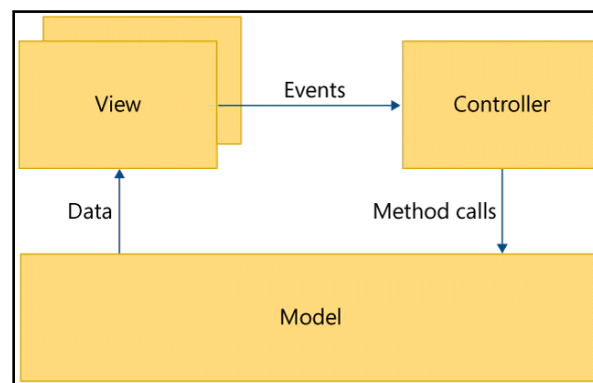 View
Events
Controller
Data
Method calls
Model